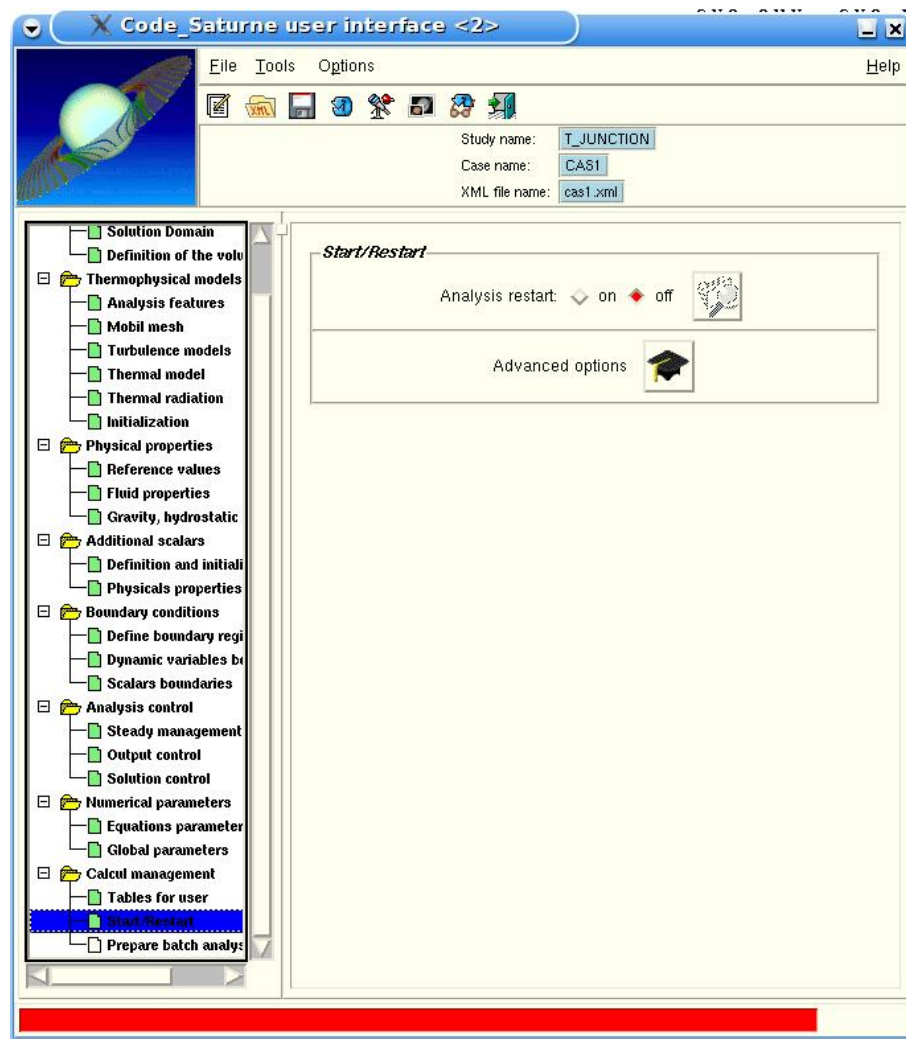 Code_Saturne user interface <2>
File Tools Options Help
XML
Study name: T_JUNCTION
Case name: CAS1
XML file name: cas1.xml
Solution Domain
Definition of the volu
Thermophysical models
Analysis features
Mobil mesh
Turbulence models
Thermal model
Thermal radiation
Initialization
Physical properties
Reference values
Fluid properties
Gravity, hydrostatic
Additional scalars
Definition and initiali
Physicals properties
Boundary conditions
Define boundary regi
Dynamic variables bo
Scalars boundaries
Analysis control
Steady management
Output control
Solution control
Numerical parameters
Equations parameter
Global parameters
Calcul management
Tables for user
Start/Restart
Prepare batch analys
Start/Restart
Analysis restart: on off
Advanced options